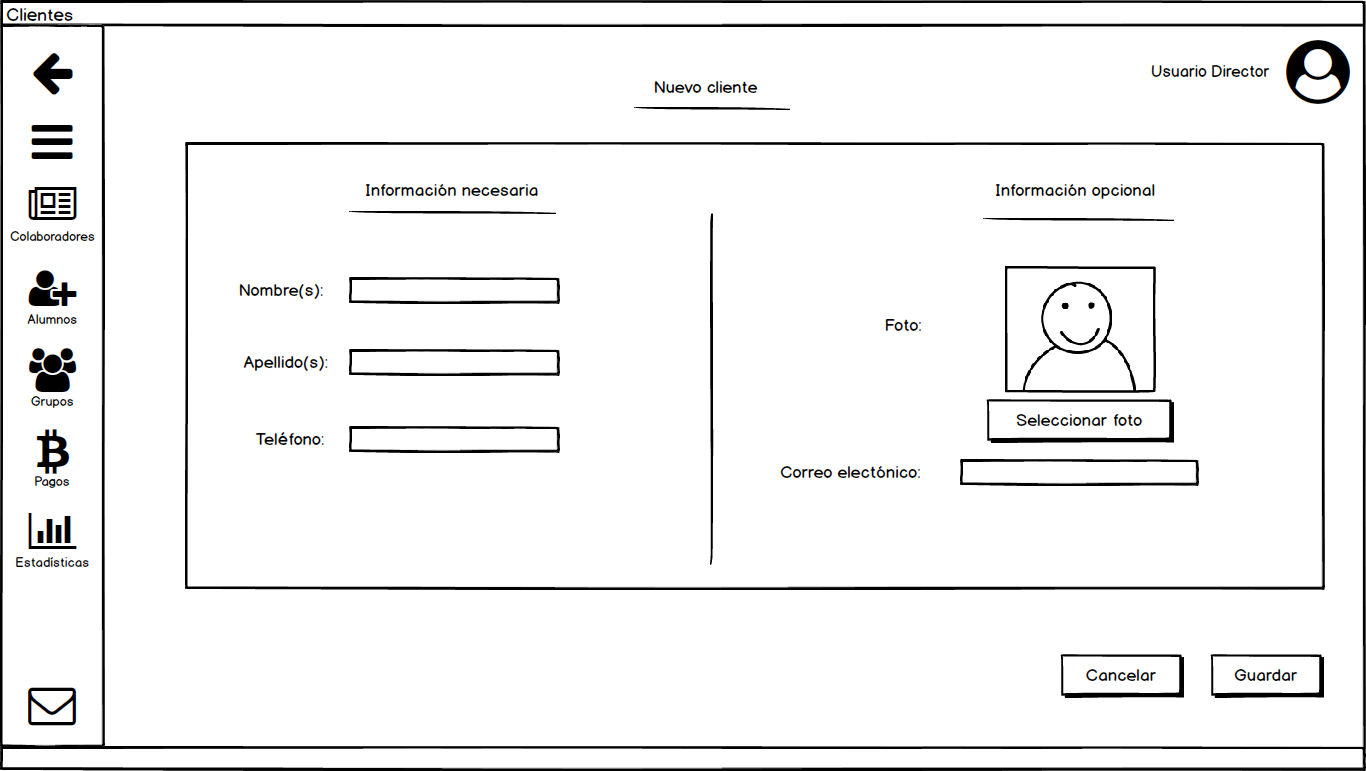 Clientes
Usuario Director
Nuevo cliente
Información necesaria
Información opcional
Colaboradores
Nombre(s):
Alumnos
Foto:
Apellido(s):
Grupos
Seleccionar foto
Teléfono:
Correo electónico:
Pagos
Estadísticas
Cancelar
Guardar